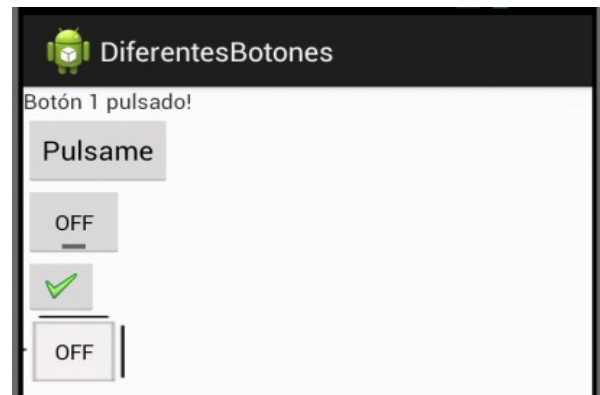 DiferentesBotones
Botón 1 pulsado!
Pulsame
OFF
OFF